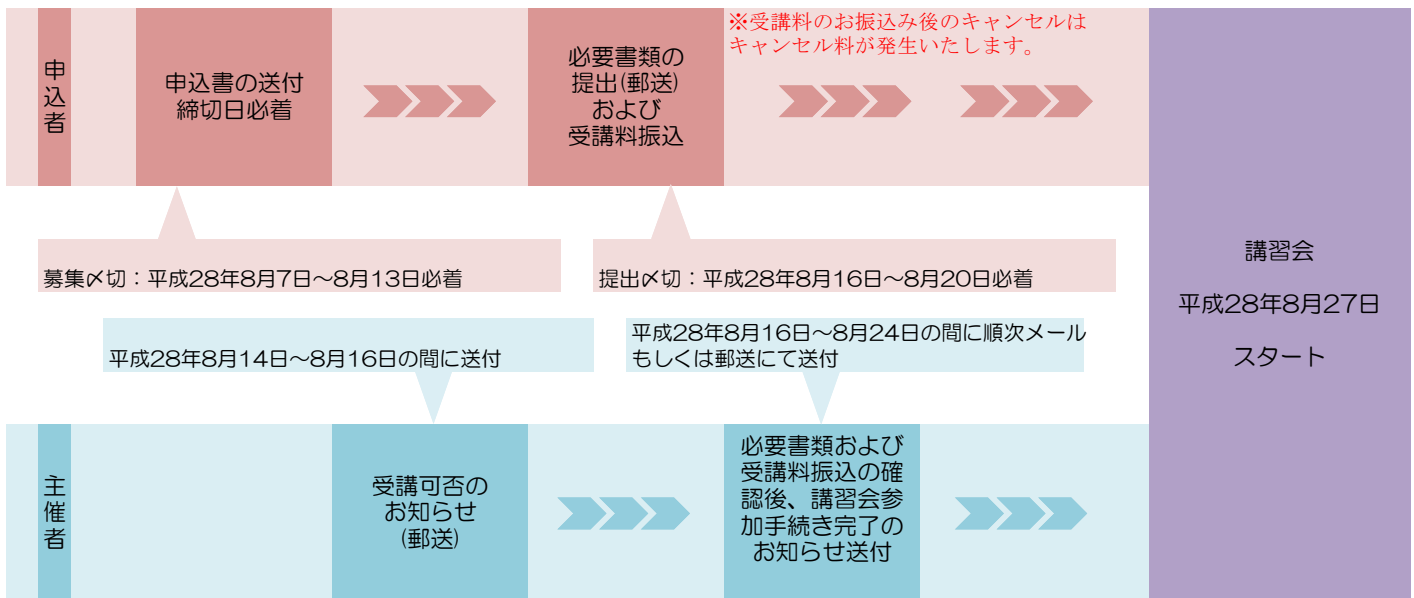 ※受講料のお振込み後のキャンセルは
キャンセル料が発生いたします。
申込者
申込書の送付
締切日必着
必要書類の
提出(郵送)
および
受講料振込
募集〆切：平成28年8月7日～8月13日必着
提出〆切：平成28年8月16日～8月20日必着
平成28年8月14日～8月16日の間に送付
平成28年8月16日～8月24日の間に順次メール
もしくは郵送にて送付
主催者
受講可否の
お知らせ
(郵送)
必要書類および
受講料振込の確
認後、講習会参
加手続き完了の
お知らせ送付
講習会
平成28年8月27日
スタート